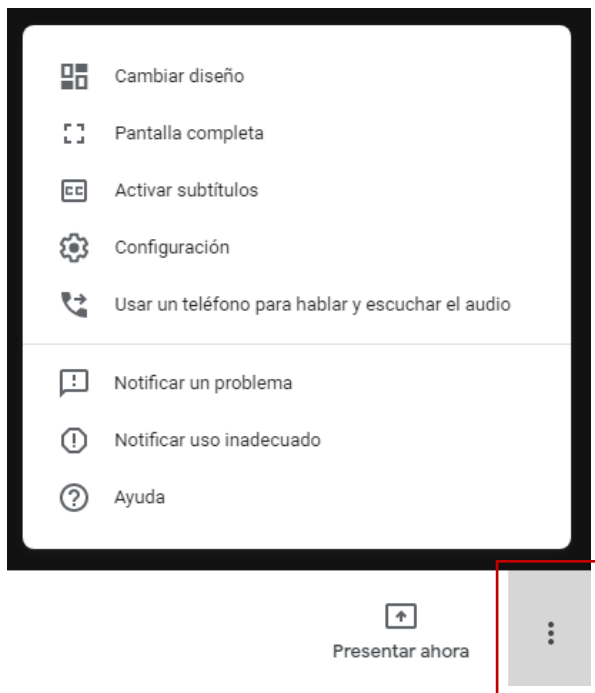 Cambiar diseño
Pantalla completa
CC Activar subtítulos
Configuración
Usar un teléfono para hablar y escuchar el audio
Notificar un problema
Notificar uso inadecuado
Ayuda
Presentar ahora